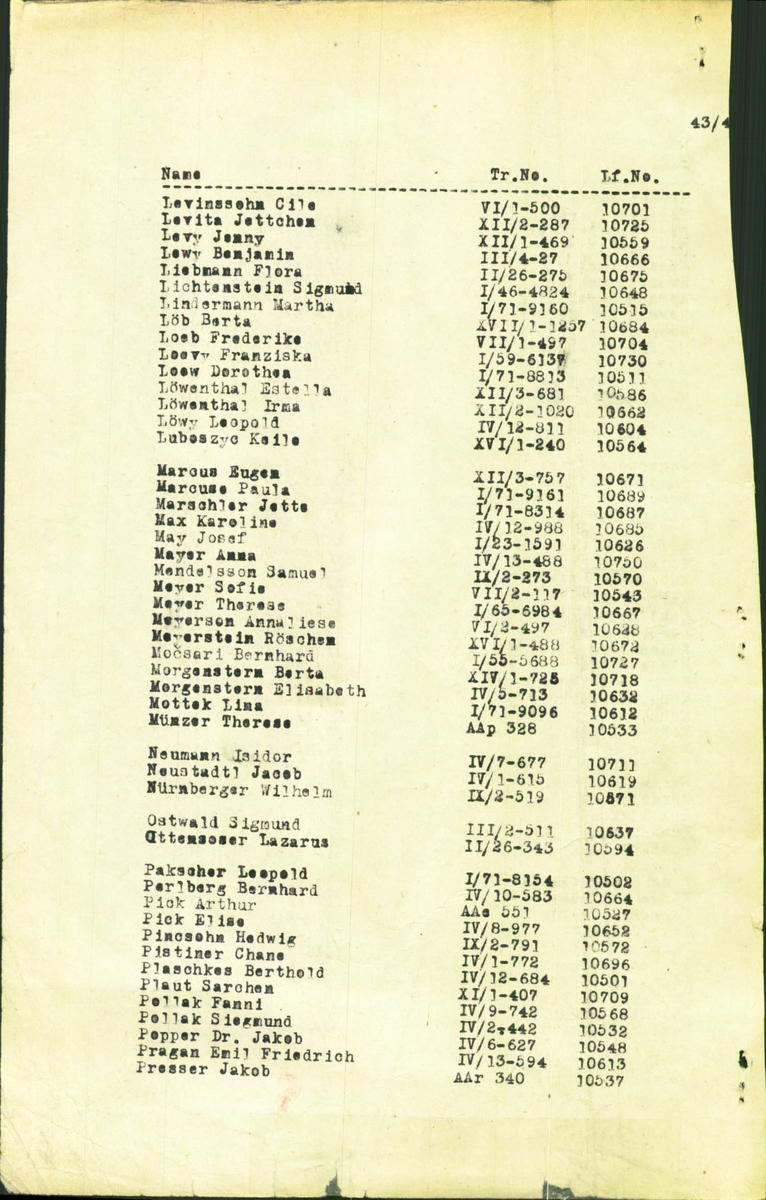 43/4
Name Tr.No. Lf.No.
Levinssohn Cile VI/1-500 10701
Levita Jettchen XII/2-287 10725
Levy Jenny XII/1-469 10559
Lewy Benjamin III/4-27 10666
Liebmann Flora II/26-275 10675
Lichtenstein Sigmund I/46-4824 10648
Lindermann Martha I/71-9160 10515
Löb Berta XVII/1-1257 10684
Loeb Frederike VII/1-497 10704
Loevy Franziska I/59-6137 10730
Loew Dorothea I/71-8813 10511
Löwenthal Estella XII/3-681 10586
Löwenthal Irma XII/2-1020 10662
Löwy Leopold IV/12-811 10604
Luboszyc Keile XVI/1-240 10564
Marcus Eugen XII/3-757 10671
Marcuse Paula I/71-9161 10689
Marschler Jette I/71-8314 10687
Max Karoline IV/12-988 10685
May Josef I/23-1591 10626
Mayer Anna IV/13-488 10750
Mendelsson Samuel IX/2-273 10570
Meyer Sofie VII/2-117 10543
Meyer Therese I/65-6984 10667
Meyerson Annaliese VI/2-497 10628
Meyerstein Röschen XVI/1-488 10672
Močsari Bernhard I/55-5688 10727
Morgenstern Berta XIV/1-725 10718
Morgenstern Elisabeth IV/5-713 10632
Mottek Lina I/71-9096 10612
Münzer Therese AAp 328 10533
Neumann Isidor IV/7-677 10711
Neustadtl Jacob IV/1-615 10619
Nürnberger Wilhelm IX/2-519 10571
Ostwald Sigmund III/2-511 10637
Ottensoser Lazarus II/26-343 10594
Pakscher Leopold I/71-8154 10502
Perlberg Bernhard IV/10-583 10664
Pick Arthur AAe 551 10527
Pick Elise IV/8-977 10652
Pincsohn Hedwig IX/2-791 10572
Pistiner Chane IV/1-772 10696
Plaschkes Berthold IV/12-684 10501
Plaut Sarchen XI/1-407 10709
Pollak Fanni IV/9-742 10568
Pollak Siegmund IV/2-442 10532
Popper Dr. Jakob IV/6-627 10548
Pragan Emil Friedrich IV/13-594 10613
Presser Jakob AAr 340 10537